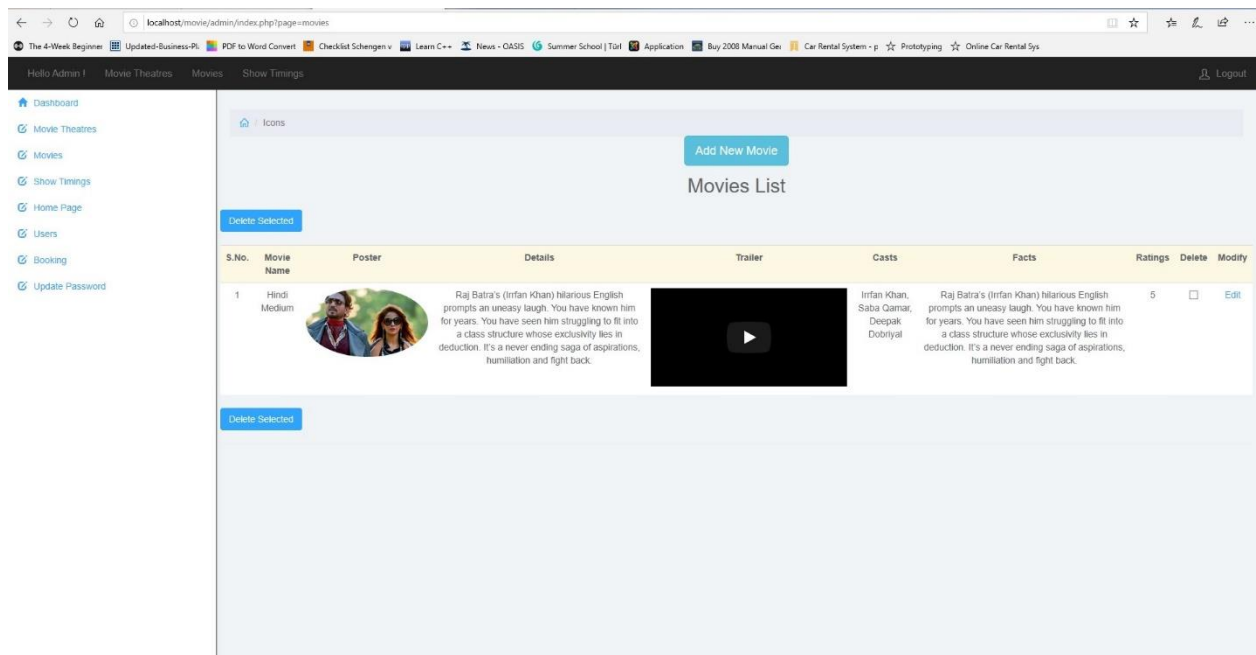 localhost/movie/admin/index.php?page=movies
The 4-Week Beginner Updated-Business-Pl. PDF to Word Convert Checklist Schengen v Learn C++ News - OASIS Summer School | Türl Application Buy 2008 Manual Ger Car Rental System - p Prototyping Online Car Rental Sys
Hello Admin ! Movie Theatres Movies Show Timings Logout
Dashboard
Movie Theatres
Movies
Show Timings
Home Page
Users
Booking
Update Password
/ Icons
Add New Movie
Movies List
Delete Selected
S.No. Movie Name Poster Details Trailer Casts Facts Ratings Delete Modify
1
Hindi
Medium
Raj Batra's (Irrfan Khan) hilarious English
prompts an uneasy laugh. You have known him
for years. You have seen him struggling to fit into
a class structure whose exclusivity lies in
deduction. It's a never ending saga of aspirations,
humiliation and fight back.
Irrfan Khan,
Saba Qamar,
Deepak
Dobriyal
Raj Batra's (Irrfan Khan) hilarious English
prompts an uneasy laugh. You have known him
for years. You have seen him struggling to fit into
a class structure whose exclusivity lies in
deduction. It's a never ending saga of aspirations,
humiliation and fight back.
5
Edit
Delete Selected